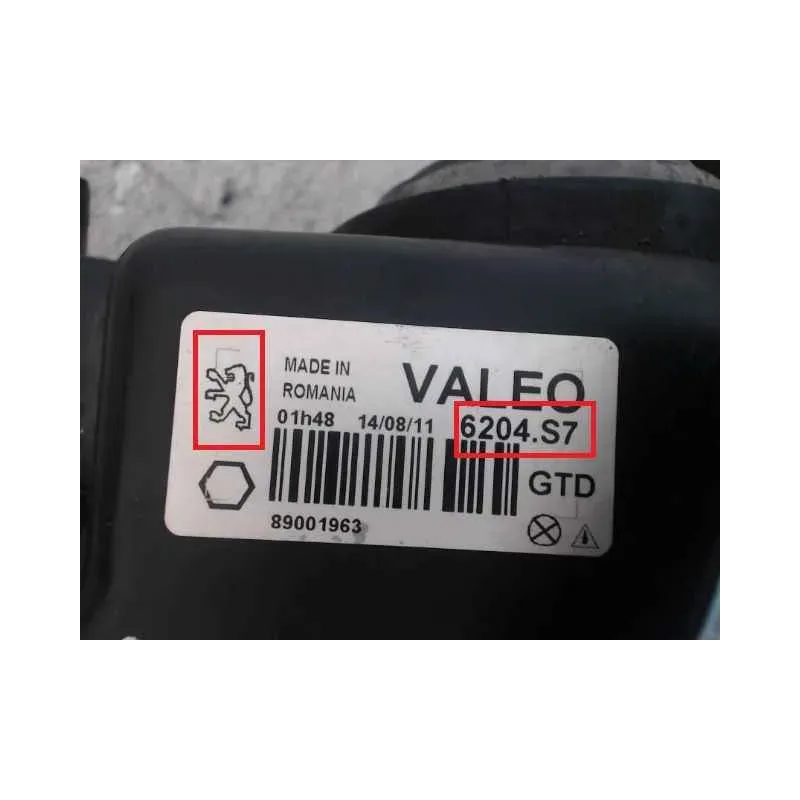 MADE IN
ROMANIA
VALEO
01h48 14/08/11 6204.S7
GTD
89001963